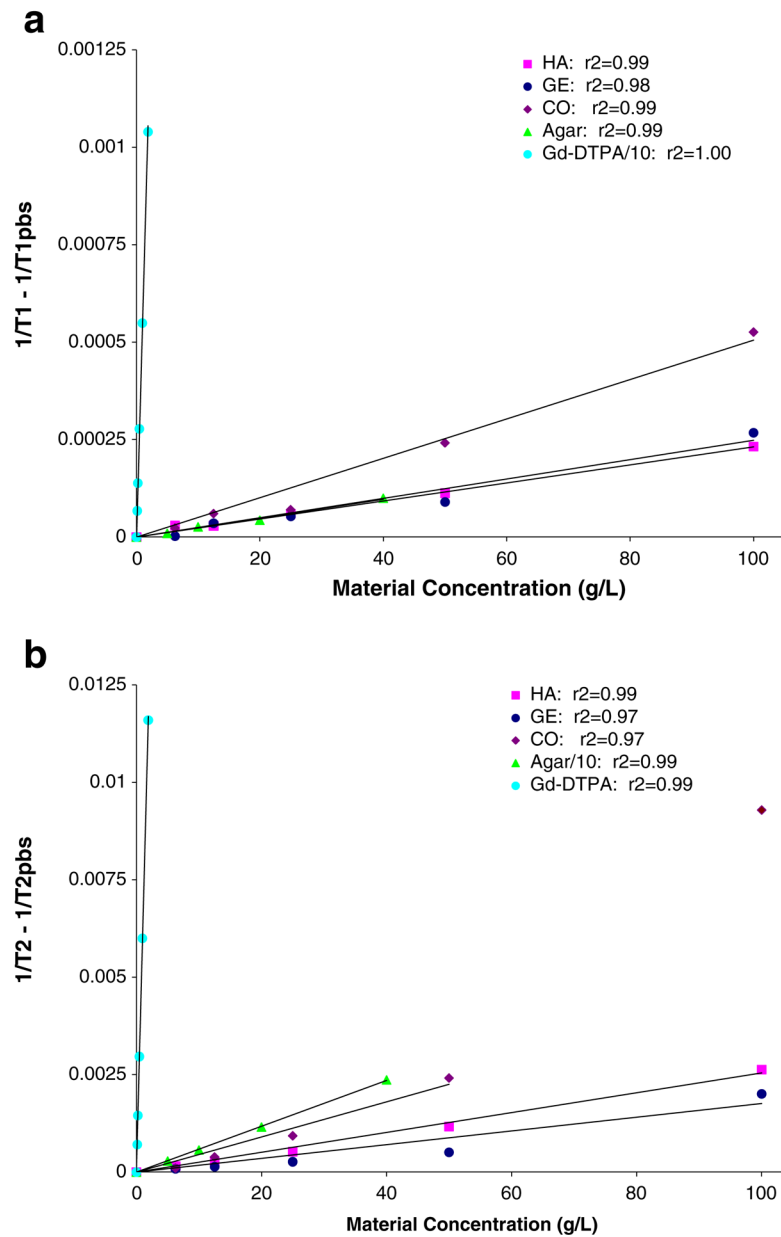 a
0.00125
0.001
0.00075
0.0005
0.00025
0
1/T1 - 1/T1pbs
HA: r2=0.99
GE: r2=0.98
CO: r2=0.99
Agar: r2=0.99
Gd-DTPA/10: r2=1.00
0 20 40 60 80 100
Material Concentration (g/L)
b
0.0125
0.01
0.0075
0.005
0.0025
0
1/T2 - 1/T2pbs
HA: r2=0.99
GE: r2=0.97
CO: r2=0.97
Agar/10: r2=0.99
Gd-DTPA: r2=0.99
0 20 40 60 80 100
Material Concentration (g/L)